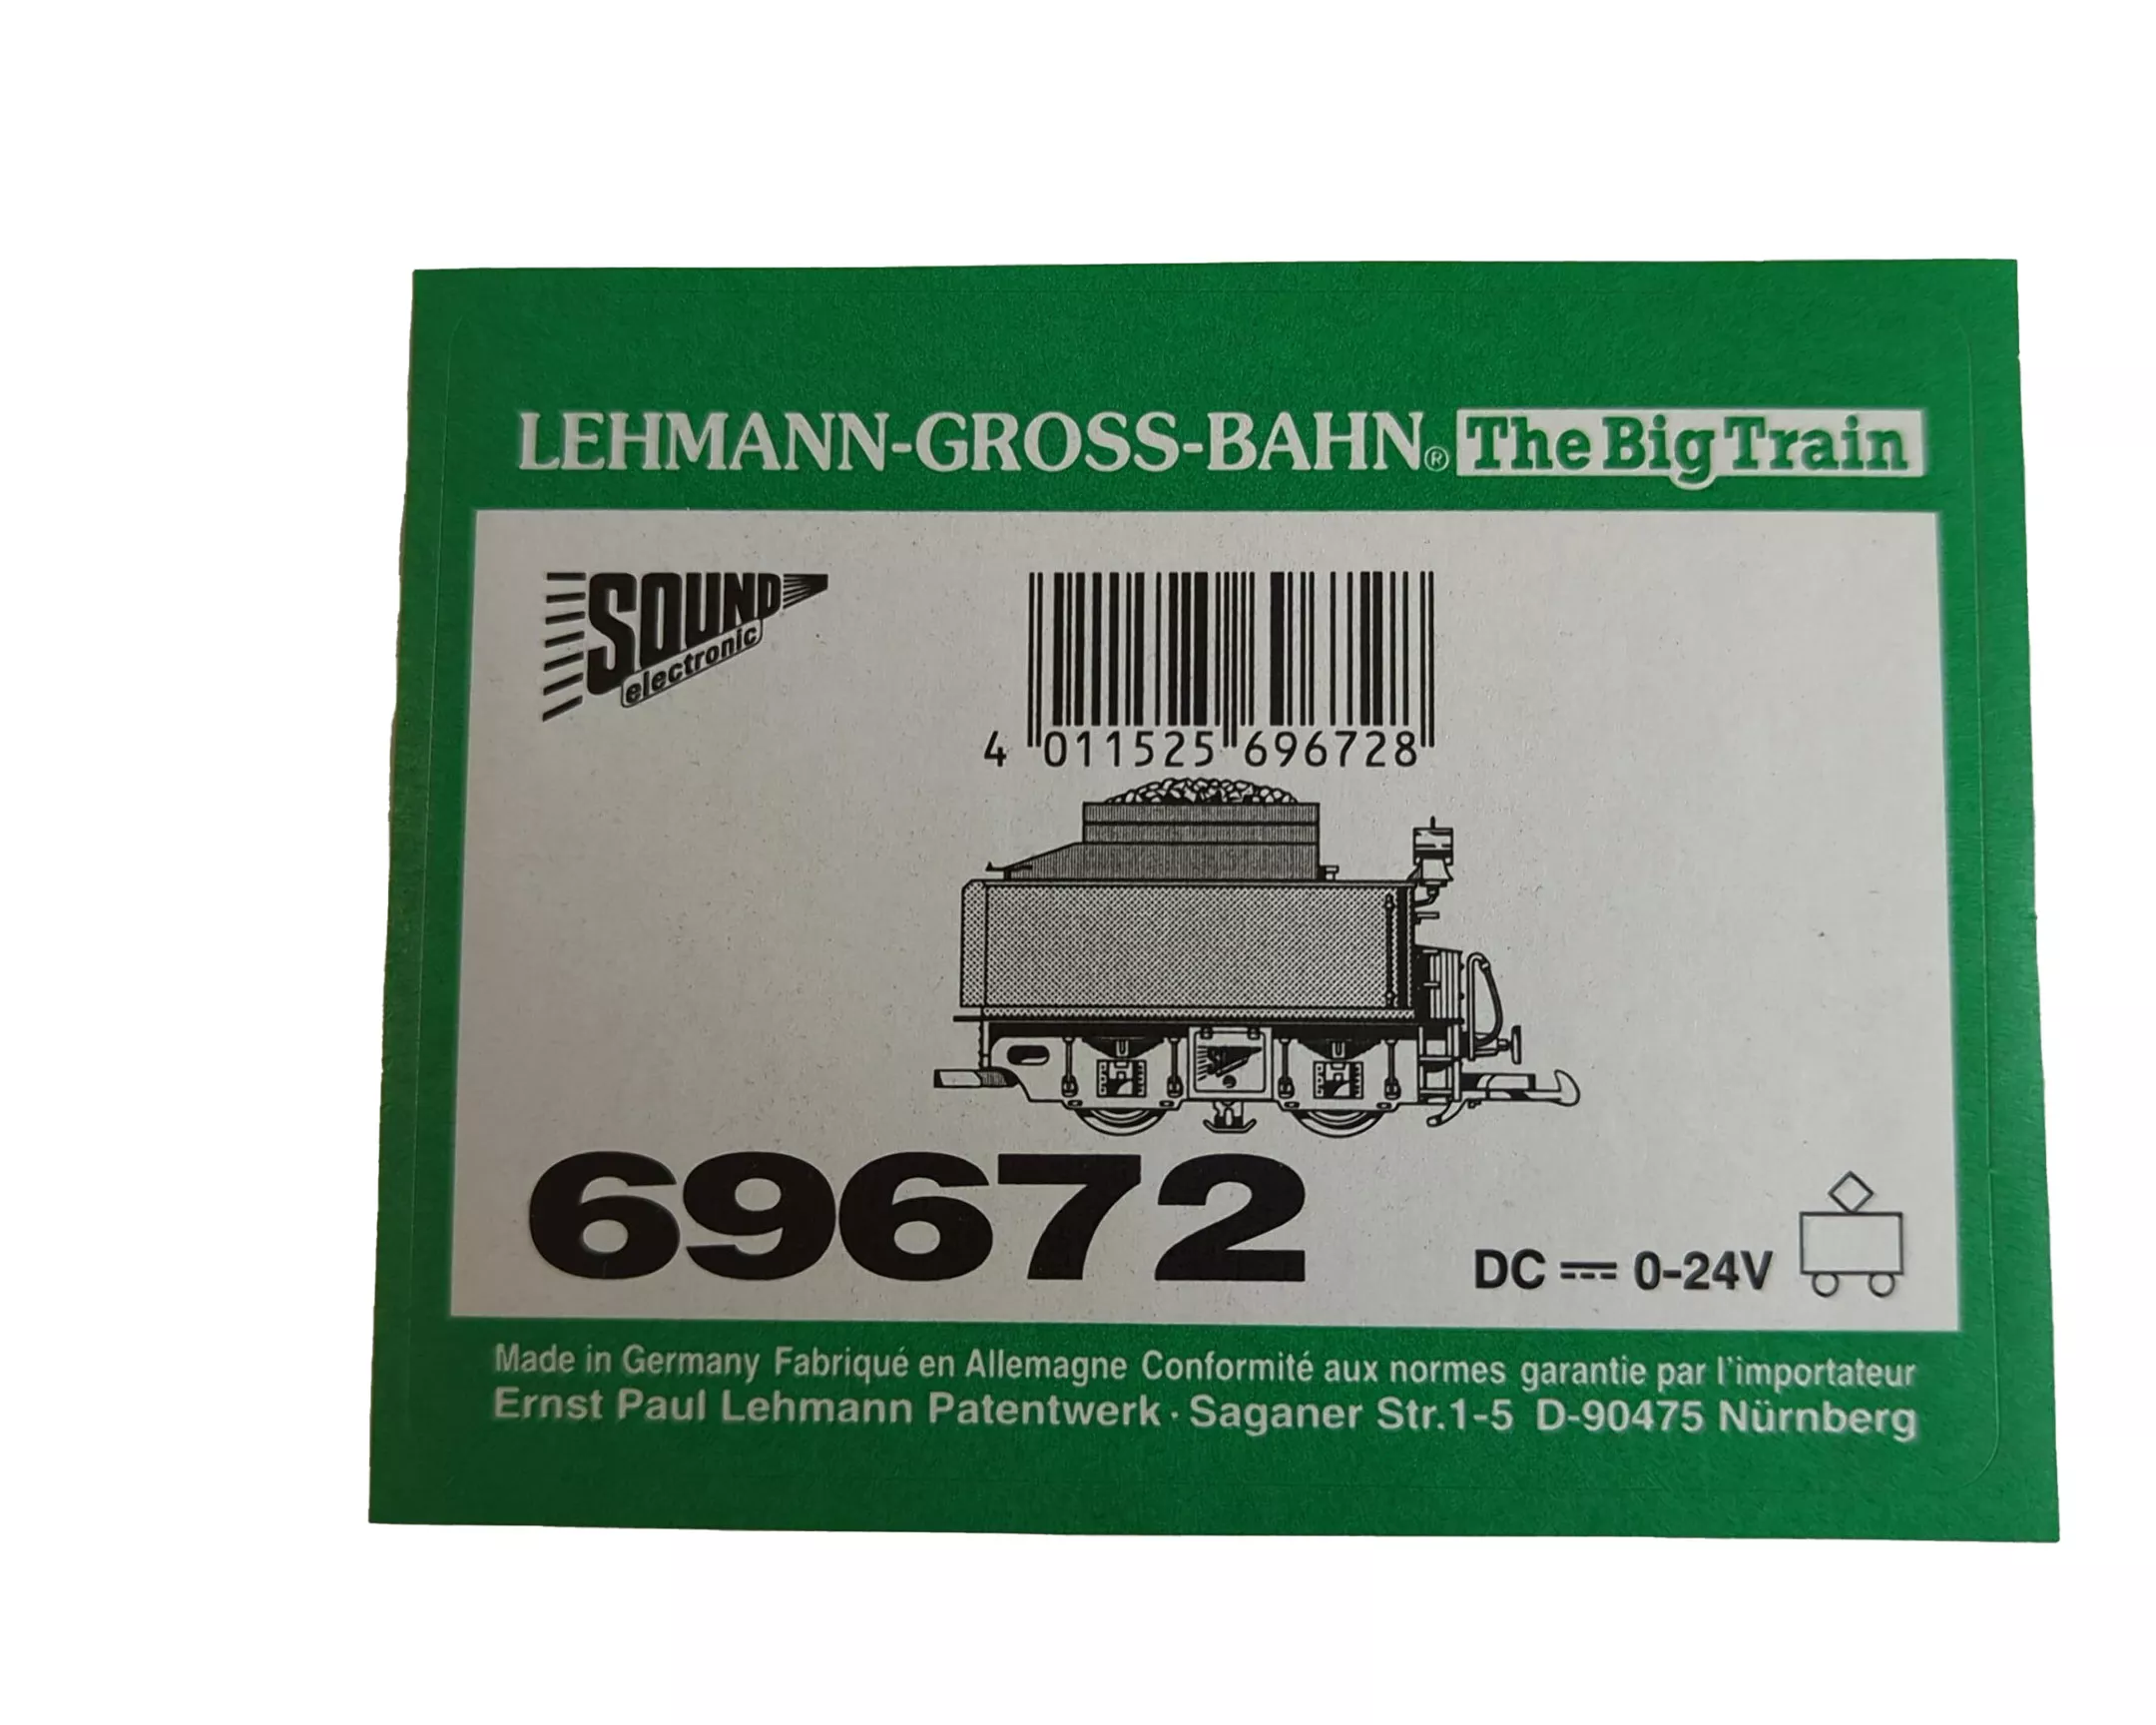 LEHMANN-GROSS-BAHN® The Big Train
SOUND
electronic
4 011525 696728
69672
DC ⎓ 0-24V
Made in Germany Fabriqué en Allemagne Conformité aux normes garantie par l'importateur
Ernst Paul Lehmann Patentwerk · Saganer Str.1-5 D-90475 Nürnberg